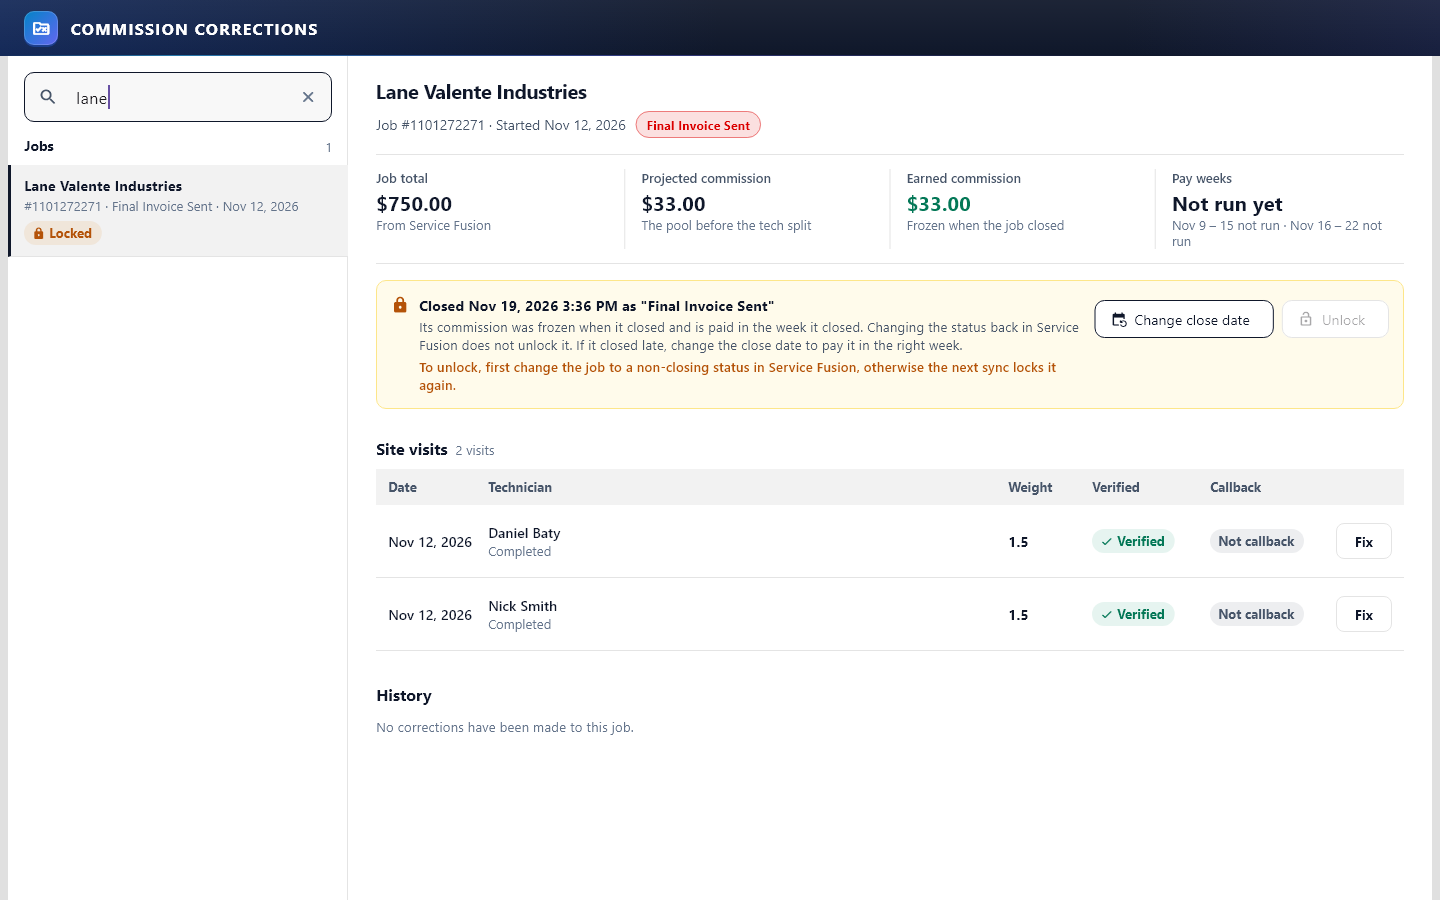 COMMISSION CORRECTIONS
lane
Jobs 1
Lane Valente Industries
#1101272271 · Final Invoice Sent · Nov 12, 2026
Locked
Lane Valente Industries
Job #1101272271 · Started Nov 12, 2026 Final Invoice Sent
Job total
$750.00
From Service Fusion
Projected commission
$33.00
The pool before the tech split
Earned commission
$33.00
Frozen when the job closed
Pay weeks
Not run yet
Nov 9 – 15 not run · Nov 16 – 22 not
run
Closed Nov 19, 2026 3:36 PM as "Final Invoice Sent"
Its commission was frozen when it closed and is paid in the week it closed. Changing the status back in Service
Fusion does not unlock it. If it closed late, change the close date to pay it in the right week.
To unlock, first change the job to a non-closing status in Service Fusion, otherwise the next sync locks it
again.
Change close date
Unlock
Site visits 2 visits
Date Technician Weight Verified Callback
Nov 12, 2026 Daniel Baty 1.5 Verified Not callback Fix
Completed
Nov 12, 2026 Nick Smith 1.5 Verified Not callback Fix
Completed
History
No corrections have been made to this job.